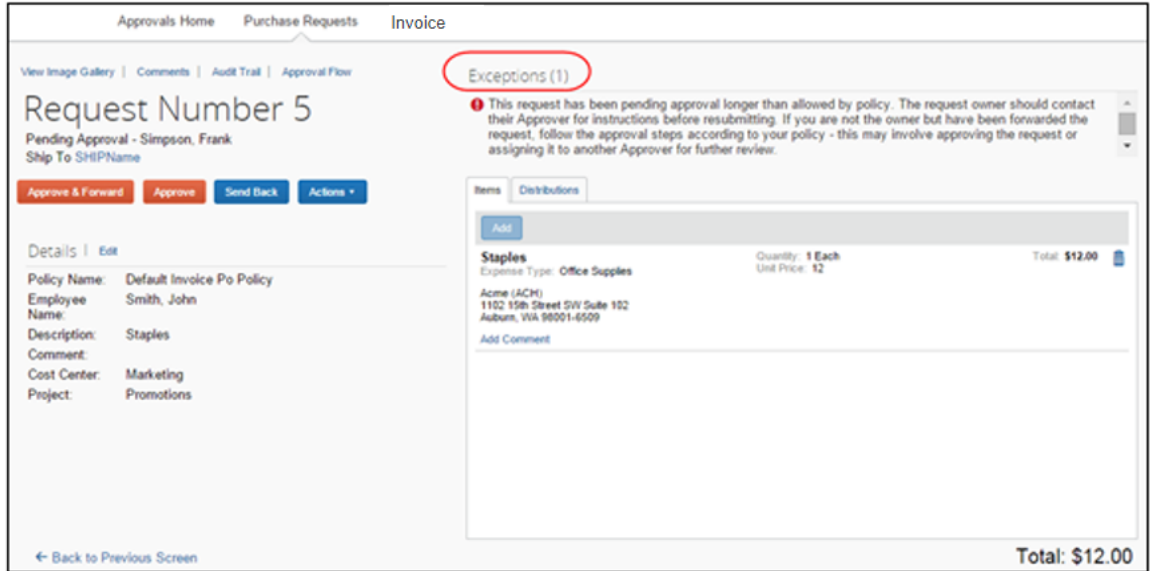 Approvals Home Purchase Requests Invoice
View Image Gallery | Comments | Audit Trail | Approval Flow
Request Number 5
Pending Approval - Simpson, Frank
Ship To SHIPName
Approve & Forward Approve Send Back Actions
Details | Edit
Policy Name: Default Invoice Po Policy
Employee Name: Smith, John
Description: Staples
Comment:
Cost Center: Marketing
Project: Promotions
Exceptions (1)
This request has been pending approval longer than allowed by policy. The request owner should contact
their Approver for instructions before resubmitting. If you are not the owner but have been forwarded the
request, follow the approval steps according to your policy - this may involve approving the request or
assigning it to another Approver for further review.
Items Distributions
Add
Staples Quantity: 1 Each Total: $12.00
Expense Type: Office Supplies Unit Price: 12
Acme (ACH)
1102 15th Street SW Suite 102
Auburn, WA 98001-6509
Add Comment
← Back to Previous Screen
Total: $12.00